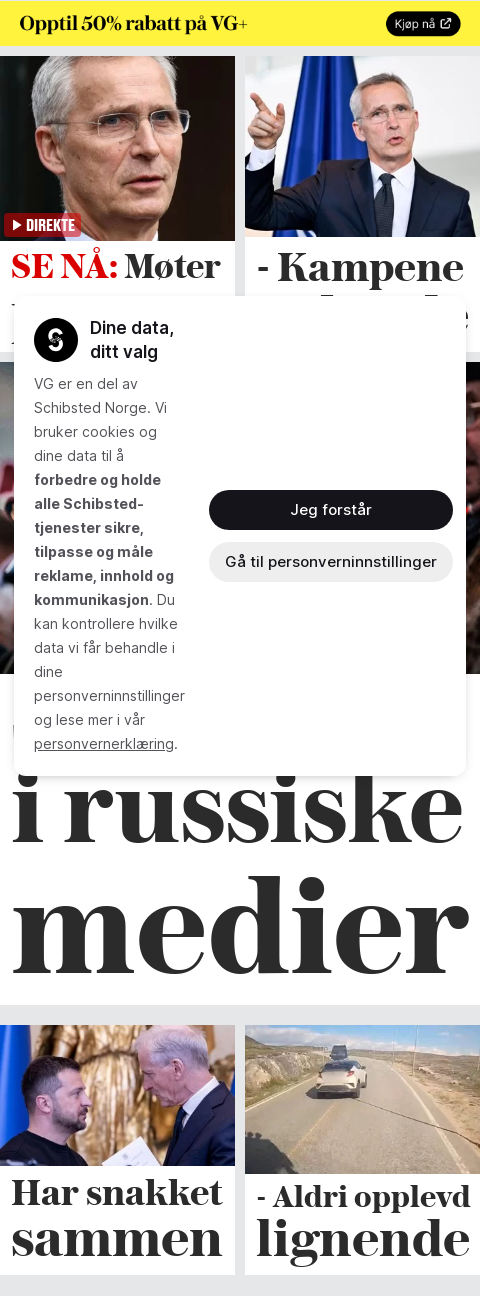 Opptil 50% rabatt på VG+
Kjøp nå
DIREKTE
SE NÅ: Møter
- Kampene
Dine data,
ditt valg
VG er en del av
Schibsted Norge. Vi
bruker cookies og
dine data til å
forbedre og holde
alle Schibsted-
tjenester sikre,
tilpasse og måle
reklame, innhold og
kommunikasjon. Du
kan kontrollere hvilke
data vi får behandle i
dine
personverninnstillinger
og lese mer i vår
personvernerklæring.
Jeg forstår
Gå til personverninnstillinger
i russiske
medier
Har snakket
sammen
- Aldri opplevd
lignende